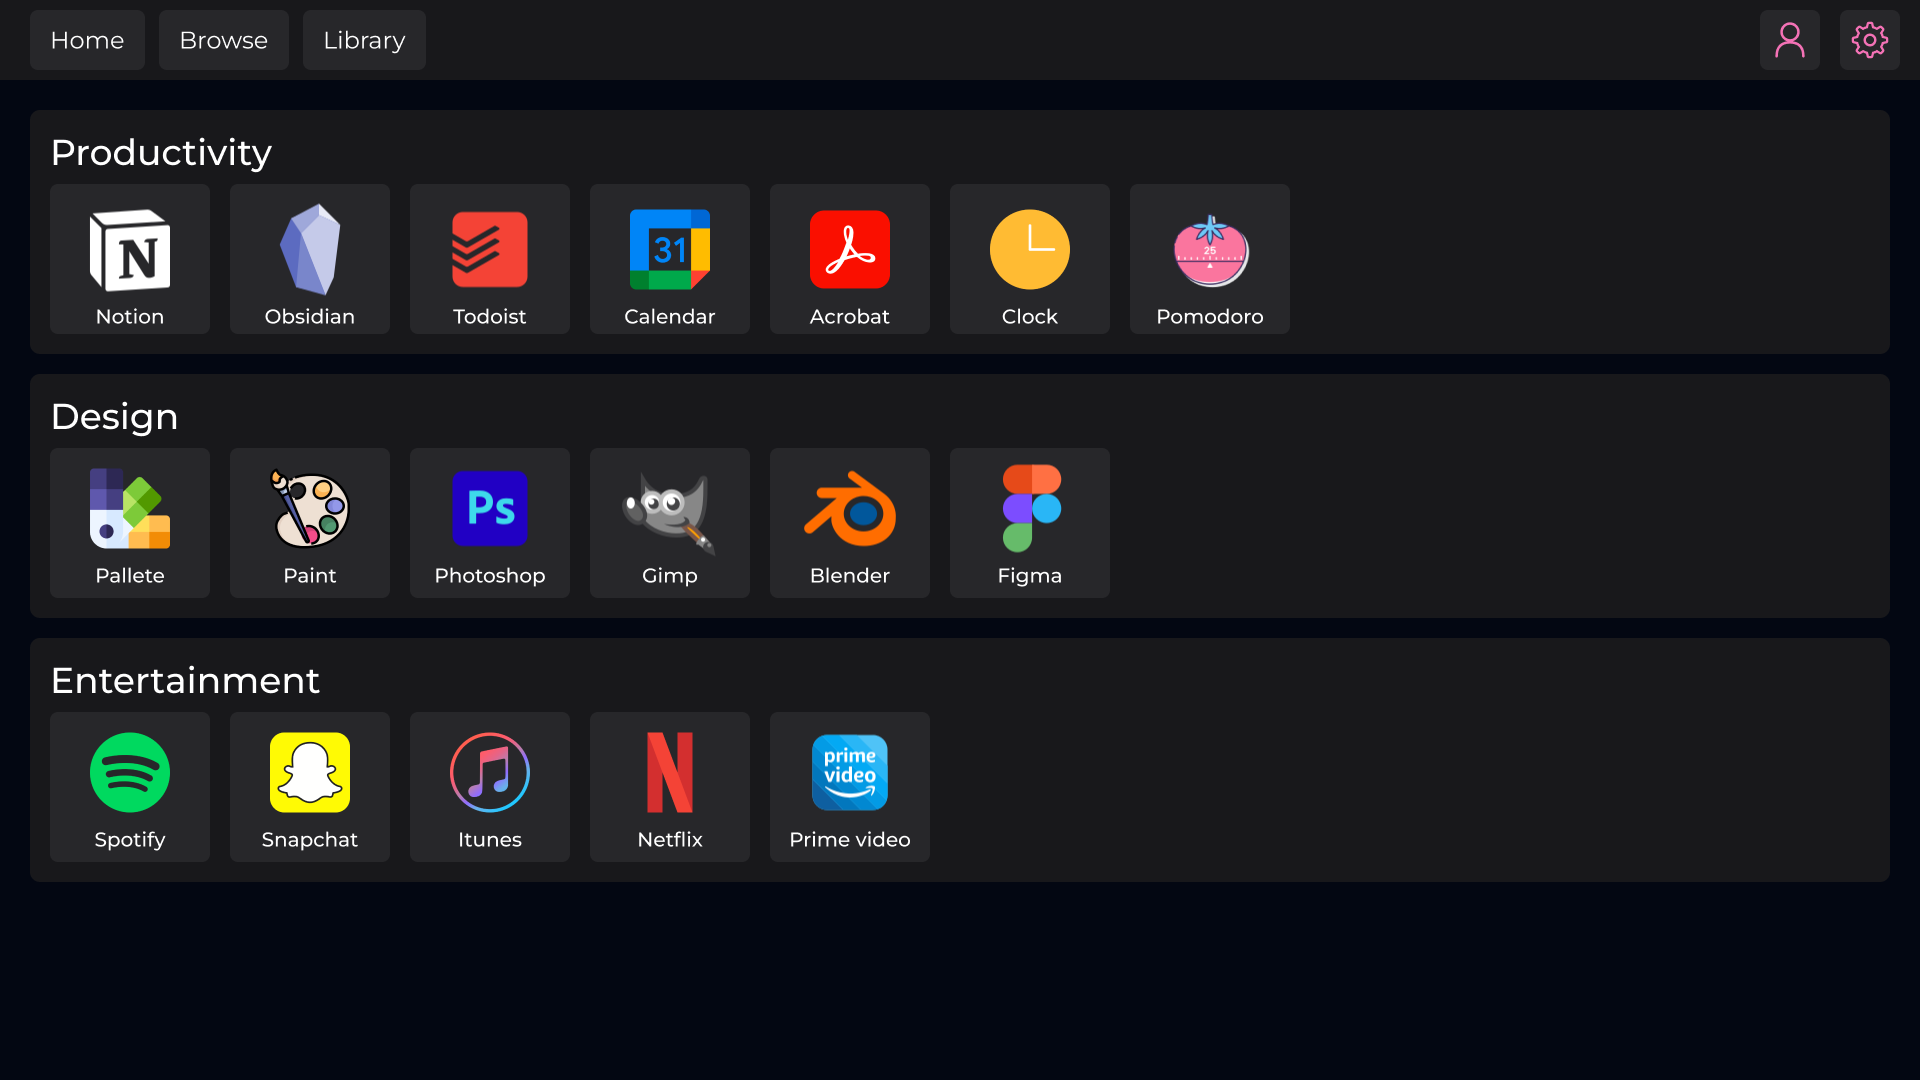 Home Browse Library
Productivity
N 31 25
Notion Obsidian Todoist Calendar Acrobat Clock Pomodoro
Design
Ps
Pallete Paint Photoshop Gimp Blender Figma
Entertainment
N prime
video
Spotify Snapchat Itunes Netflix Prime video